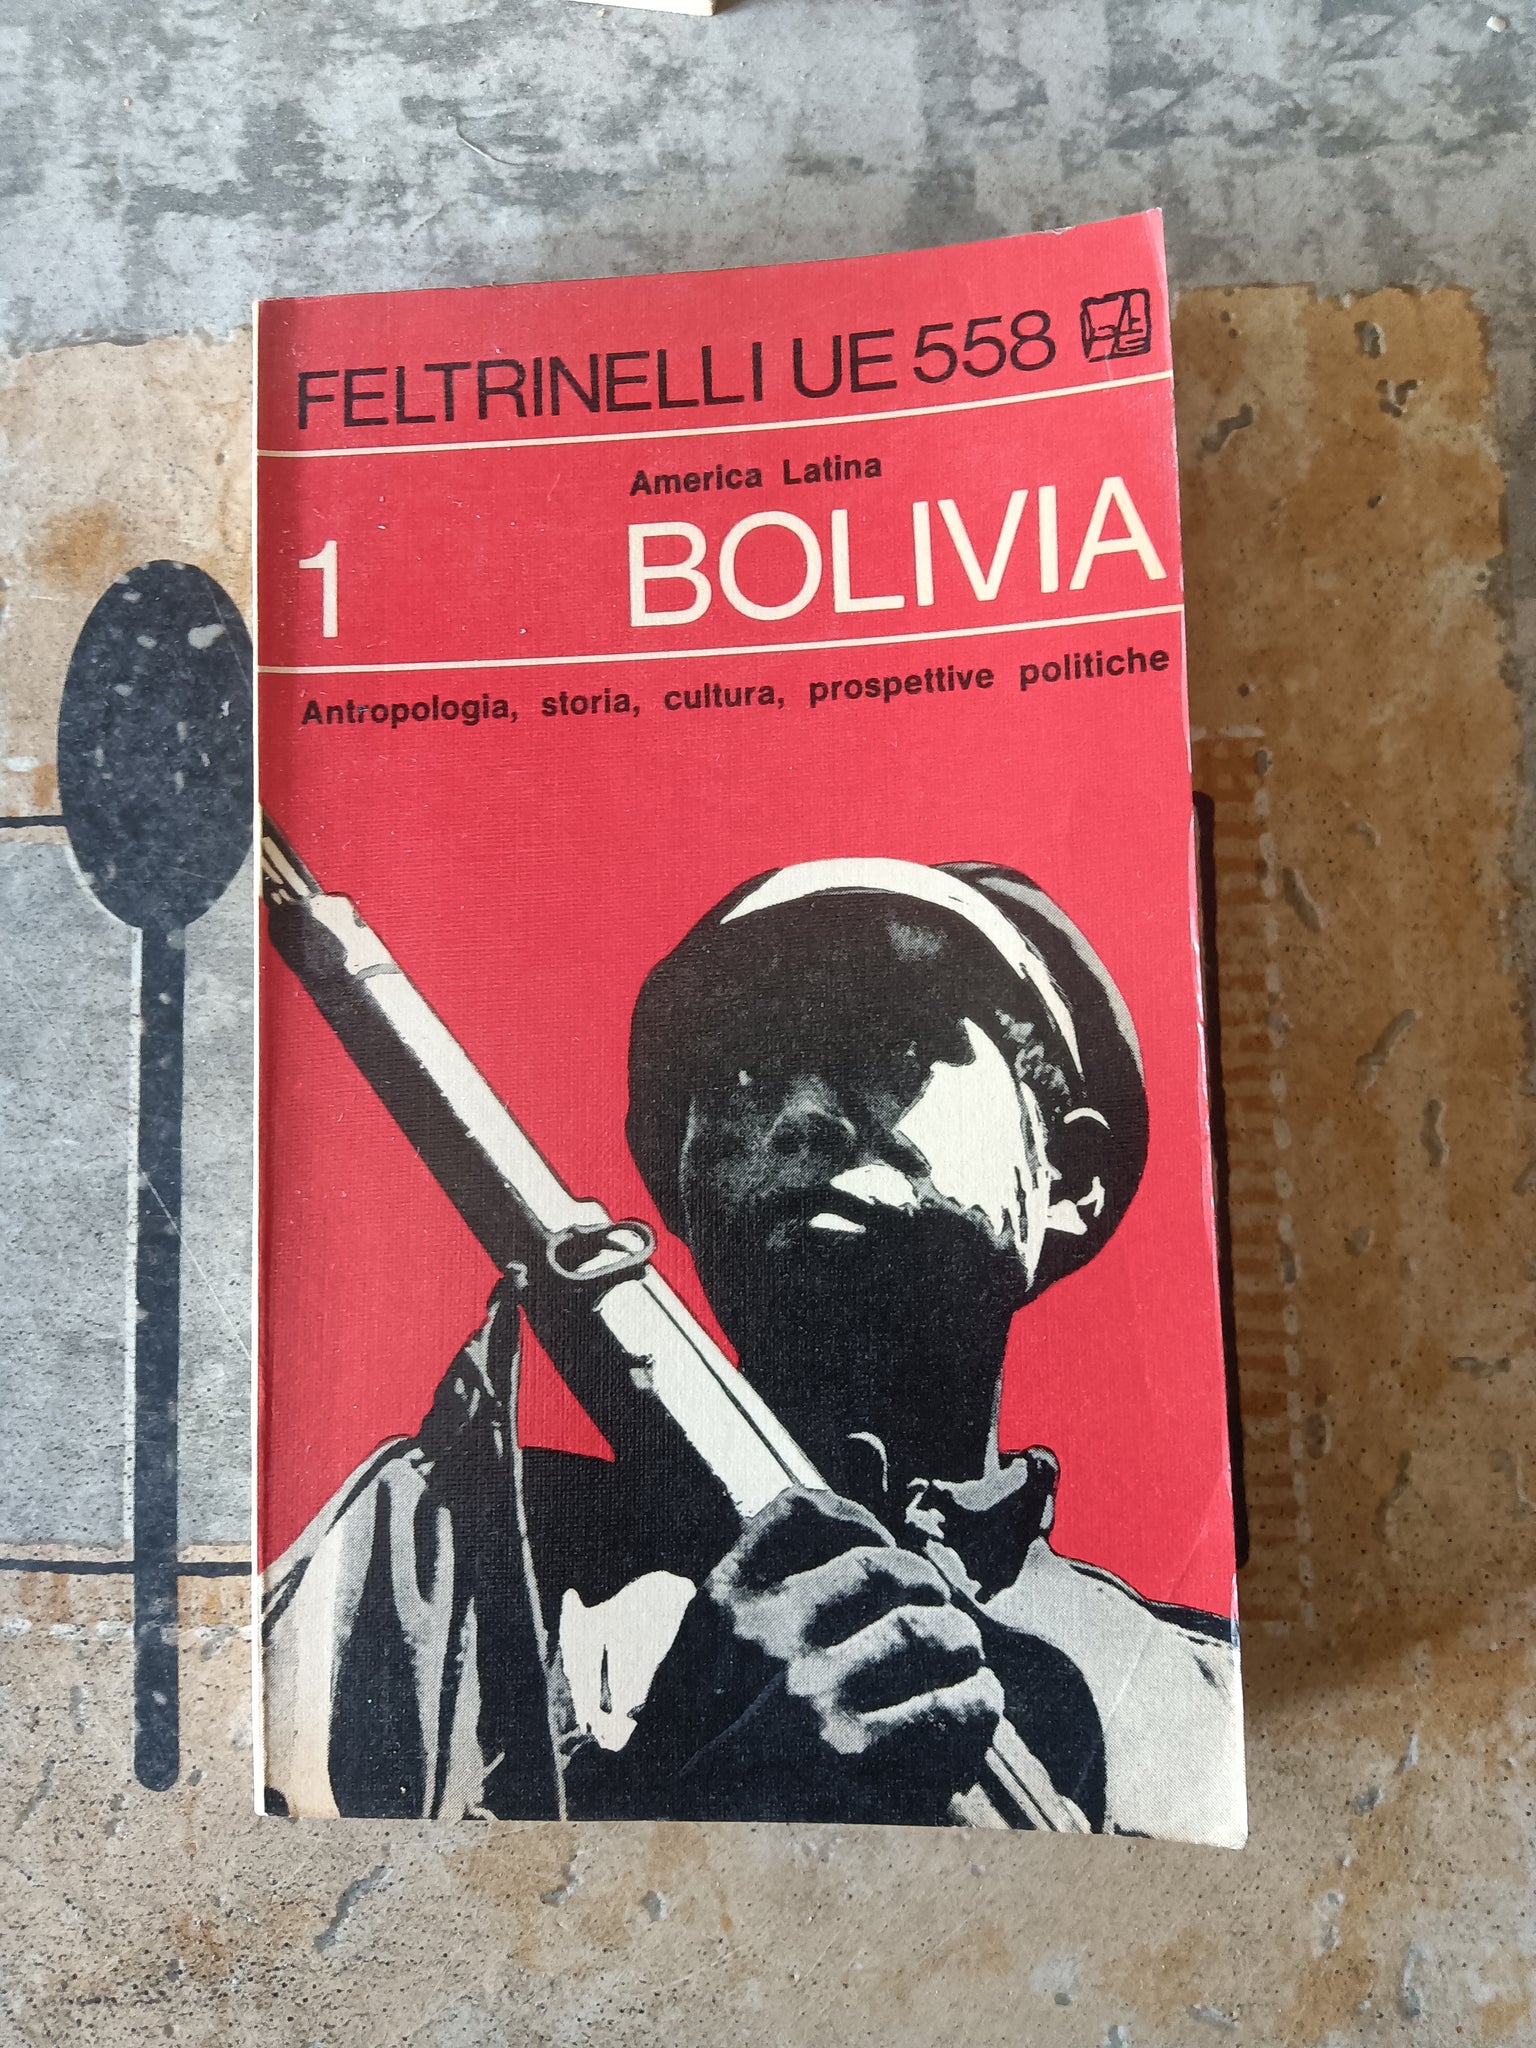 FELTRINELLI UE 558
America Latina
1 BOLIVIA
Antropologia, storia, cultura, prospettive politiche